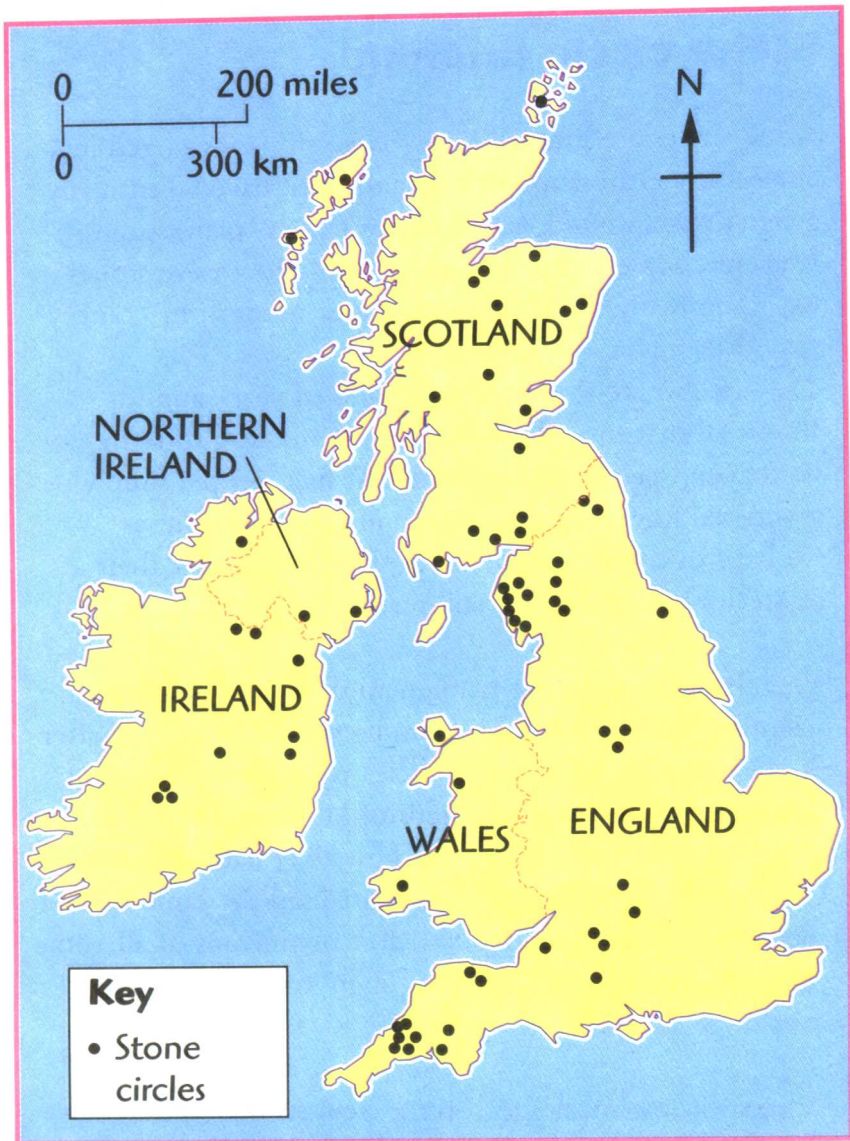 0 200 miles
0 300 km
N
SCOTLAND
NORTHERN
IRELAND
IRELAND
WALES
ENGLAND
Key
Stone
circles